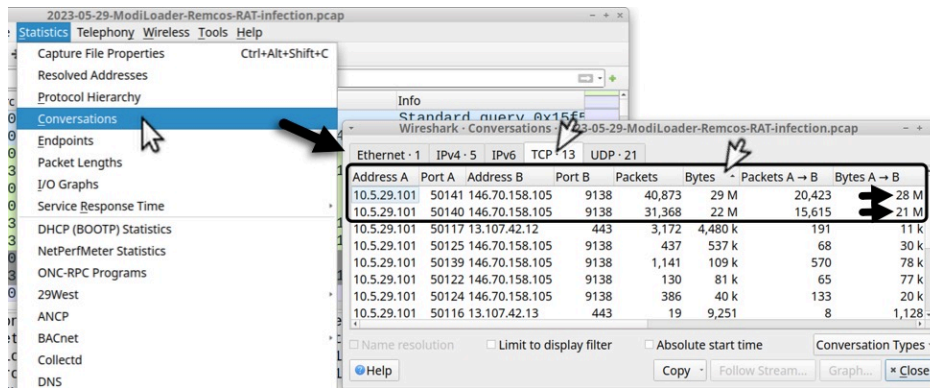 2023-05-29-ModiLoader-Remcos-RAT-infection.pcap
Statistics Telephony Wireless Tools Help
Capture File Properties Ctrl+Alt+Shift+C
Resolved Addresses
Protocol Hierarchy
Conversations
Endpoints
Packet Lengths
I/O Graphs
Service Response Time
DHCP (BOOTP) Statistics
NetPerfMeter Statistics
ONC-RPC Programs
29West
ANCP
BACnet
Collectd
DNS
Info
Standard query 0x15f5
Wireshark · Conversations · 2023-05-29-ModiLoader-Remcos-RAT-infection.pcap
Ethernet · 1 IPv4 · 5 IPv6 TCP · 13 UDP · 21
Address A Port A Address B Port B Packets Bytes Packets A → B Bytes A → B
10.5.29.101 50141 146.70.158.105 9138 40,873 29 M 20,423 28 M
10.5.29.101 50140 146.70.158.105 9138 31,368 22 M 15,615 21 M
10.5.29.101 50117 13.107.42.12 443 3,172 4,480 k 191 11 k
10.5.29.101 50125 146.70.158.105 9138 437 537 k 68 30 k
10.5.29.101 50139 146.70.158.105 9138 1,141 109 k 570 78 k
10.5.29.101 50122 146.70.158.105 9138 130 81 k 65 77 k
10.5.29.101 50124 146.70.158.105 9138 386 40 k 133 20 k
10.5.29.101 50116 13.107.42.13 443 19 9,251 8 1,128
Name resolution Limit to display filter Absolute start time Conversation Types
Help Copy Follow Stream... Graph... Close